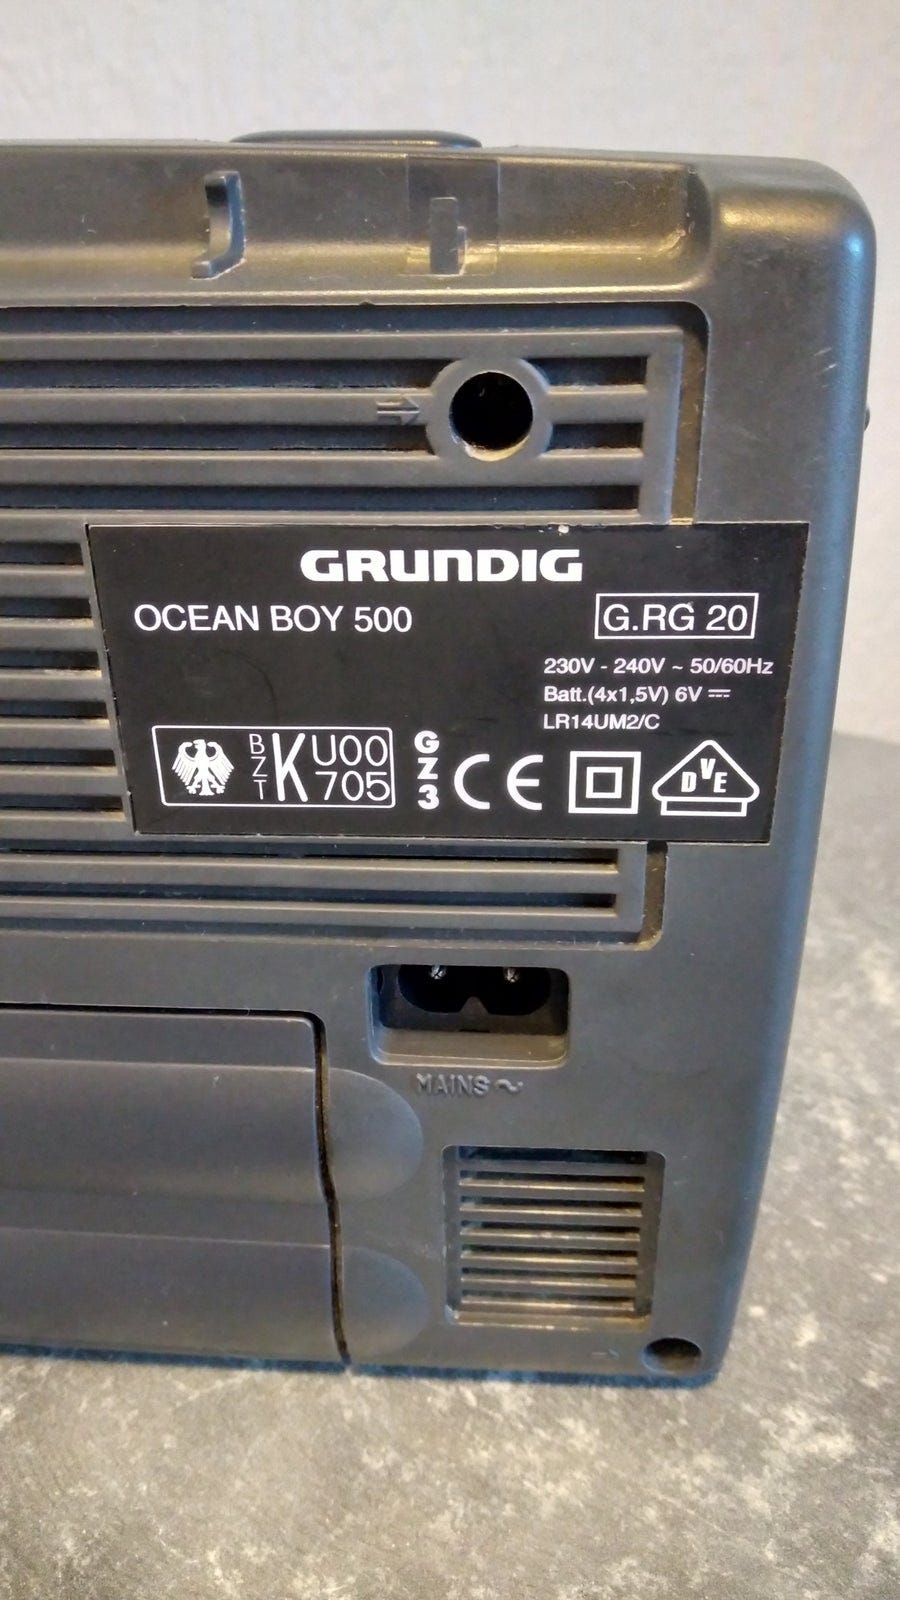 GRUNDIG
OCEAN BOY 500
G.RG 20
230V - 240V ~ 50/60Hz
Batt.(4x1,5V) 6V ⎓
LR14UM2/C
BZT K U00 705
GZ3
CE
DVE
MAINS ~